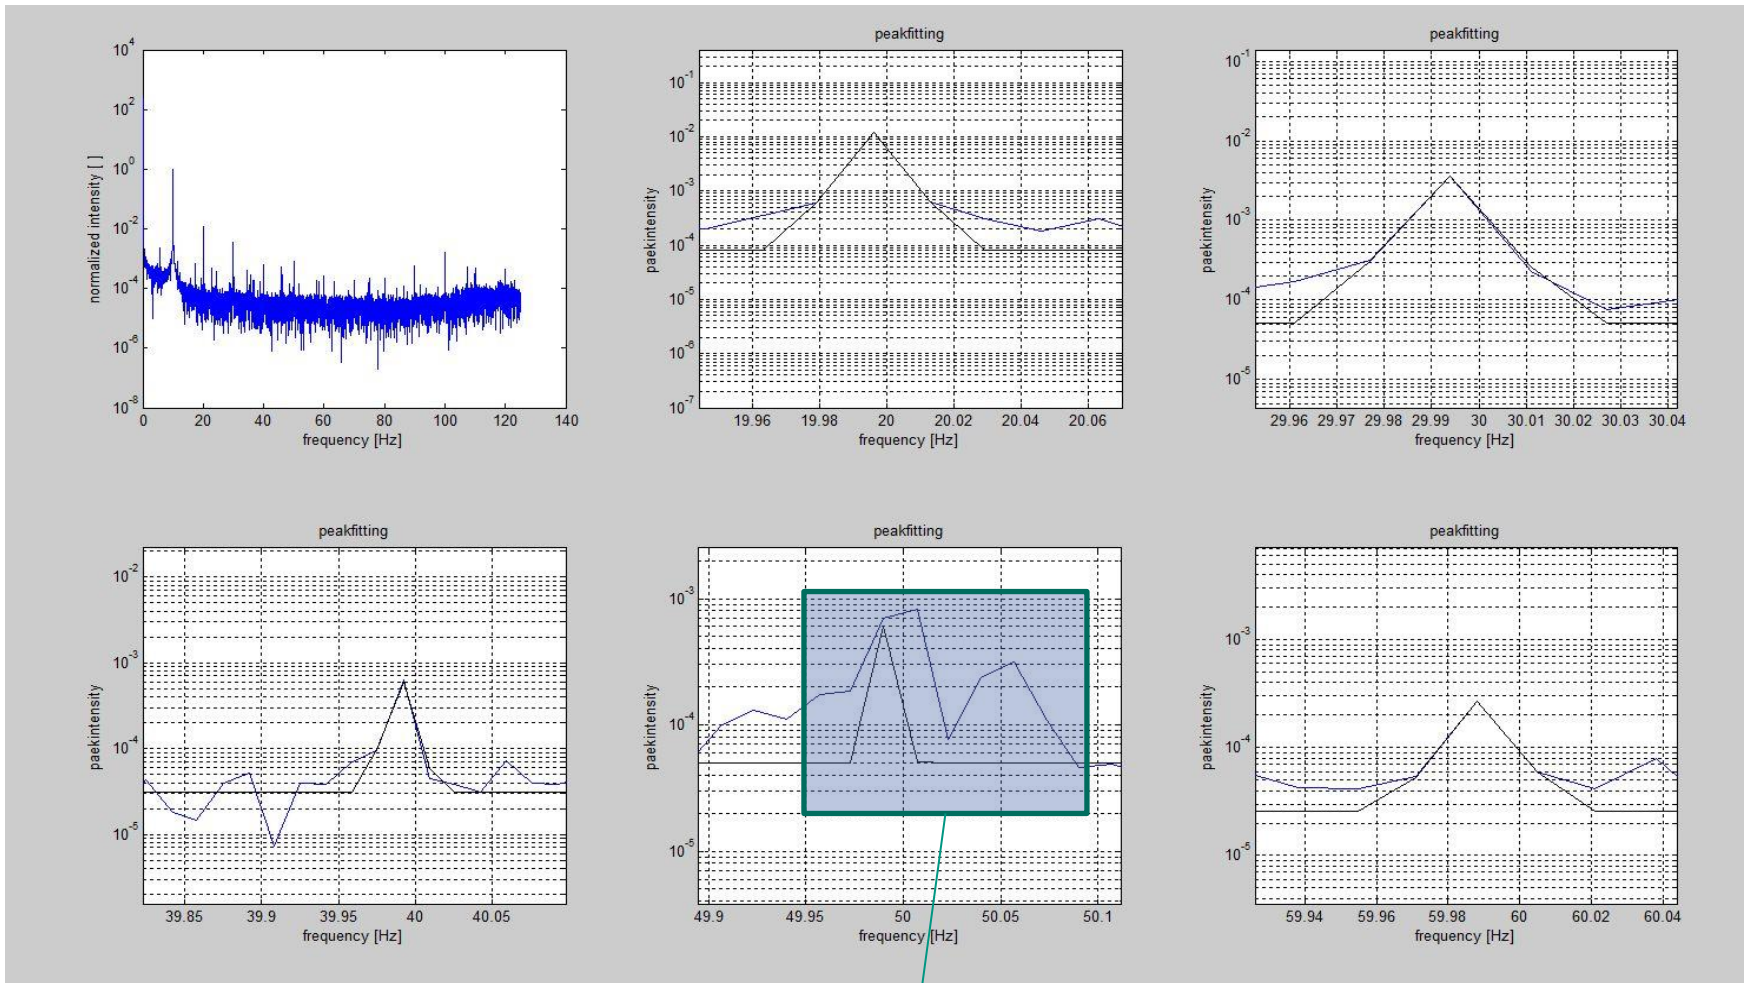 10^4
10^2
10^0
10^-2
10^-4
10^-6
10^-8
normalized intensity [ ]
0 20 40 60 80 100 120 140
frequency [Hz]
peakfitting
10^-1
10^-2
10^-3
10^-4
10^-5
10^-6
10^-7
paekintensity
19.96 19.98 20 20.02 20.04 20.06
frequency [Hz]
peakfitting
10^-1
10^-2
10^-3
10^-4
10^-5
paekintensity
29.96 29.97 29.98 29.99 30 30.01 30.02 30.03 30.04
frequency [Hz]
peakfitting
10^-2
10^-3
10^-4
10^-5
paekintensity
39.85 39.9 39.95 40 40.05
frequency [Hz]
peakfitting
10^-3
10^-4
10^-5
paekintensity
49.9 49.95 50 50.05 50.1
frequency [Hz]
peakfitting
10^-3
10^-4
10^-5
paekintensity
59.94 59.96 59.98 60 60.02 60.04
frequency [Hz]